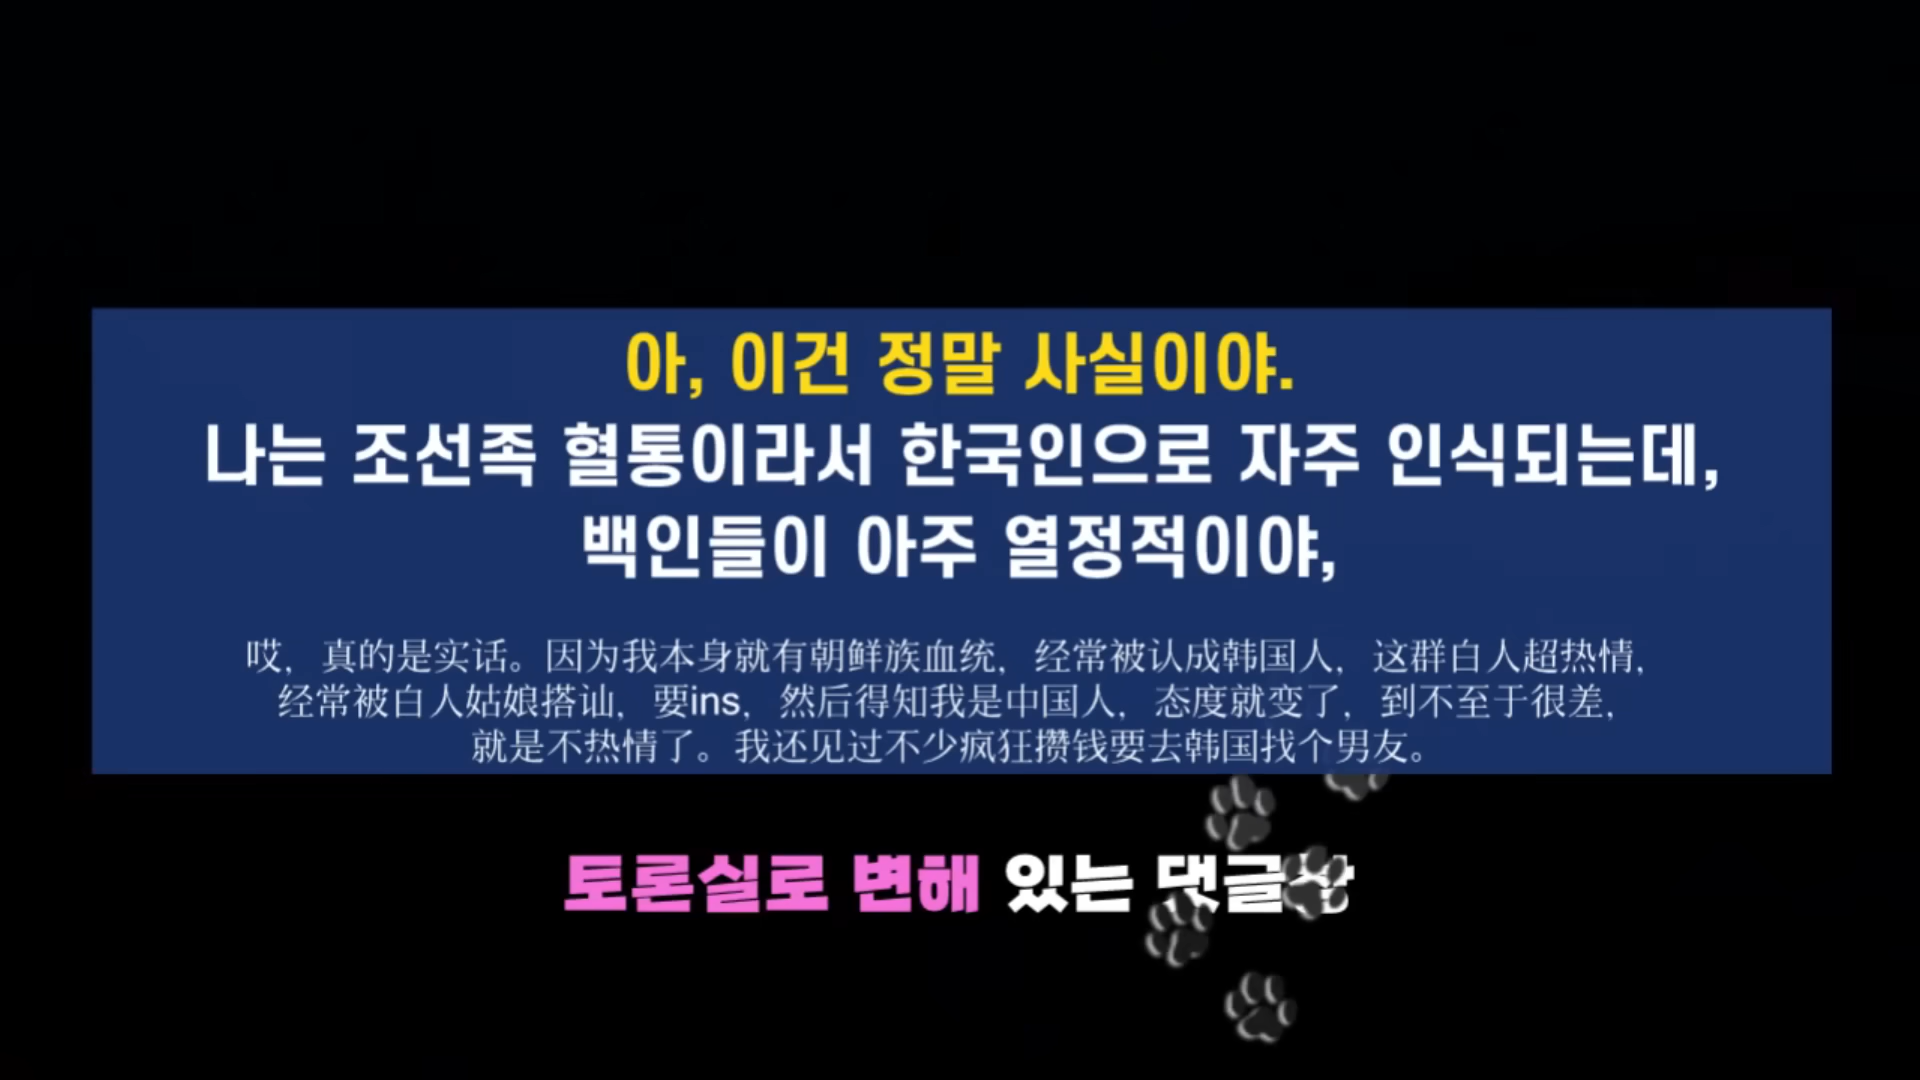 아, 이건 정말 사실이야.
나는 조선족 혈통이라서 한국인으로 자주 인식되는데,
백인들이 아주 열정적이야,
哎，真的是实话。因为我本身就有朝鲜族血统，经常被认成韩国人，这群白人超热情，
经常被白人姑娘搭讪，要ins，然后得知我是中国人，态度就变了，到不至于很差，
就是不热情了。我还见过不少疯狂攒钱要去韩国找个男友。
토론실로 변해 있는 댓글창